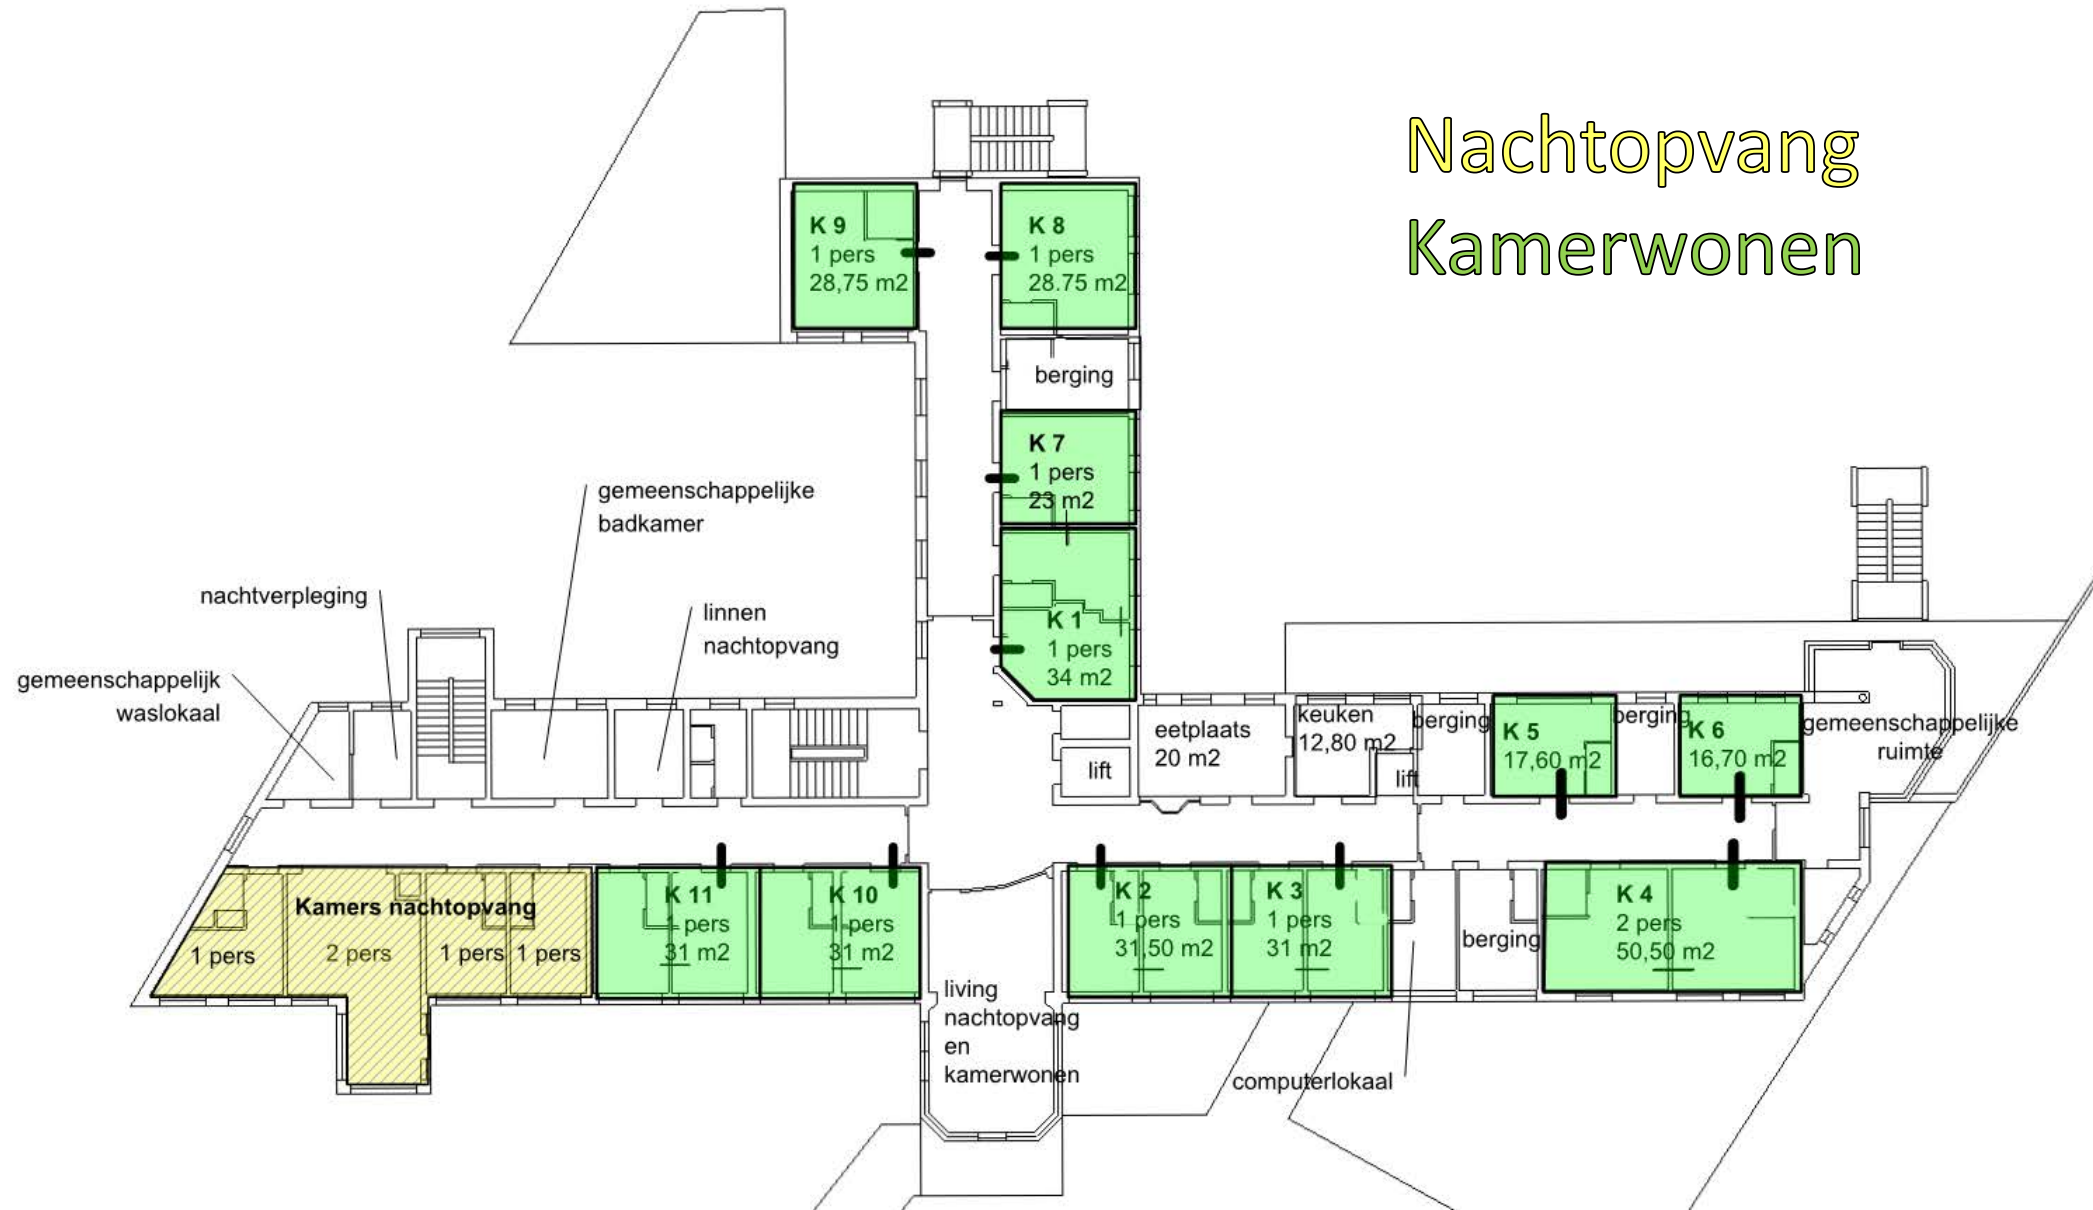 Nachtopvang
Kamerwonen
K 9
1 pers
28,75 m2
K 8
1 pers
28.75 m2
berging
K 7
1 pers
23 m2
gemeenschappelijke
badkamer
nachtverpleging
linnen
nachtopvang
K 1
1 pers
34 m2
gemeenschappelijk
waslokaal
eetplaats
20 m2
lift
keuken
12,80 m2
lift
berging
K 5
17,60 m2
berging
K 6
16,70 m2
gemeenschappelijke
ruimte
Kamers nachtopvang
1 pers
2 pers
1 pers
1 pers
K 11
1 pers
31 m2
K 10
1 pers
31 m2
K 2
1 pers
31,50 m2
K 3
1 pers
31 m2
berging
K 4
2 pers
50,50 m2
living
nachtopvang
en
kamerwonen
computerlokaal